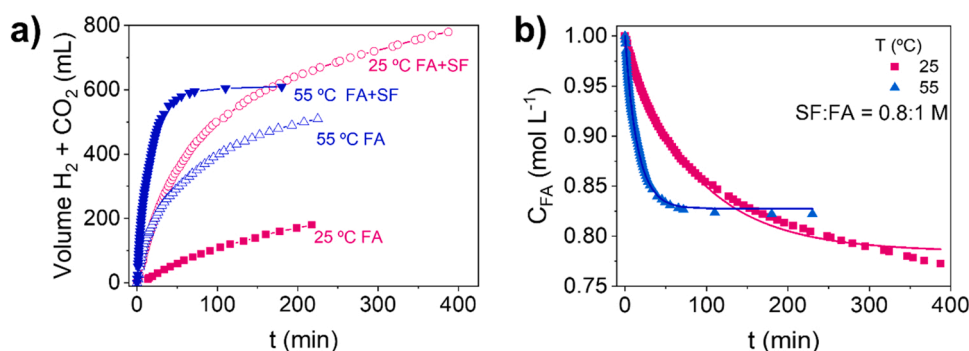 a)
Volume H₂ + CO₂ (mL)
800
600
400
200
0
25 ºC FA+SF
55 ºC FA+SF
55 ºC FA
25 ºC FA
0 100 200 300 400
t (min)
b)
C_FA (mol L⁻¹)
1.00
0.95
0.90
0.85
0.80
0.75
T (ºC)
25
55
SF:FA = 0.8:1 M
0 100 200 300 400
t (min)